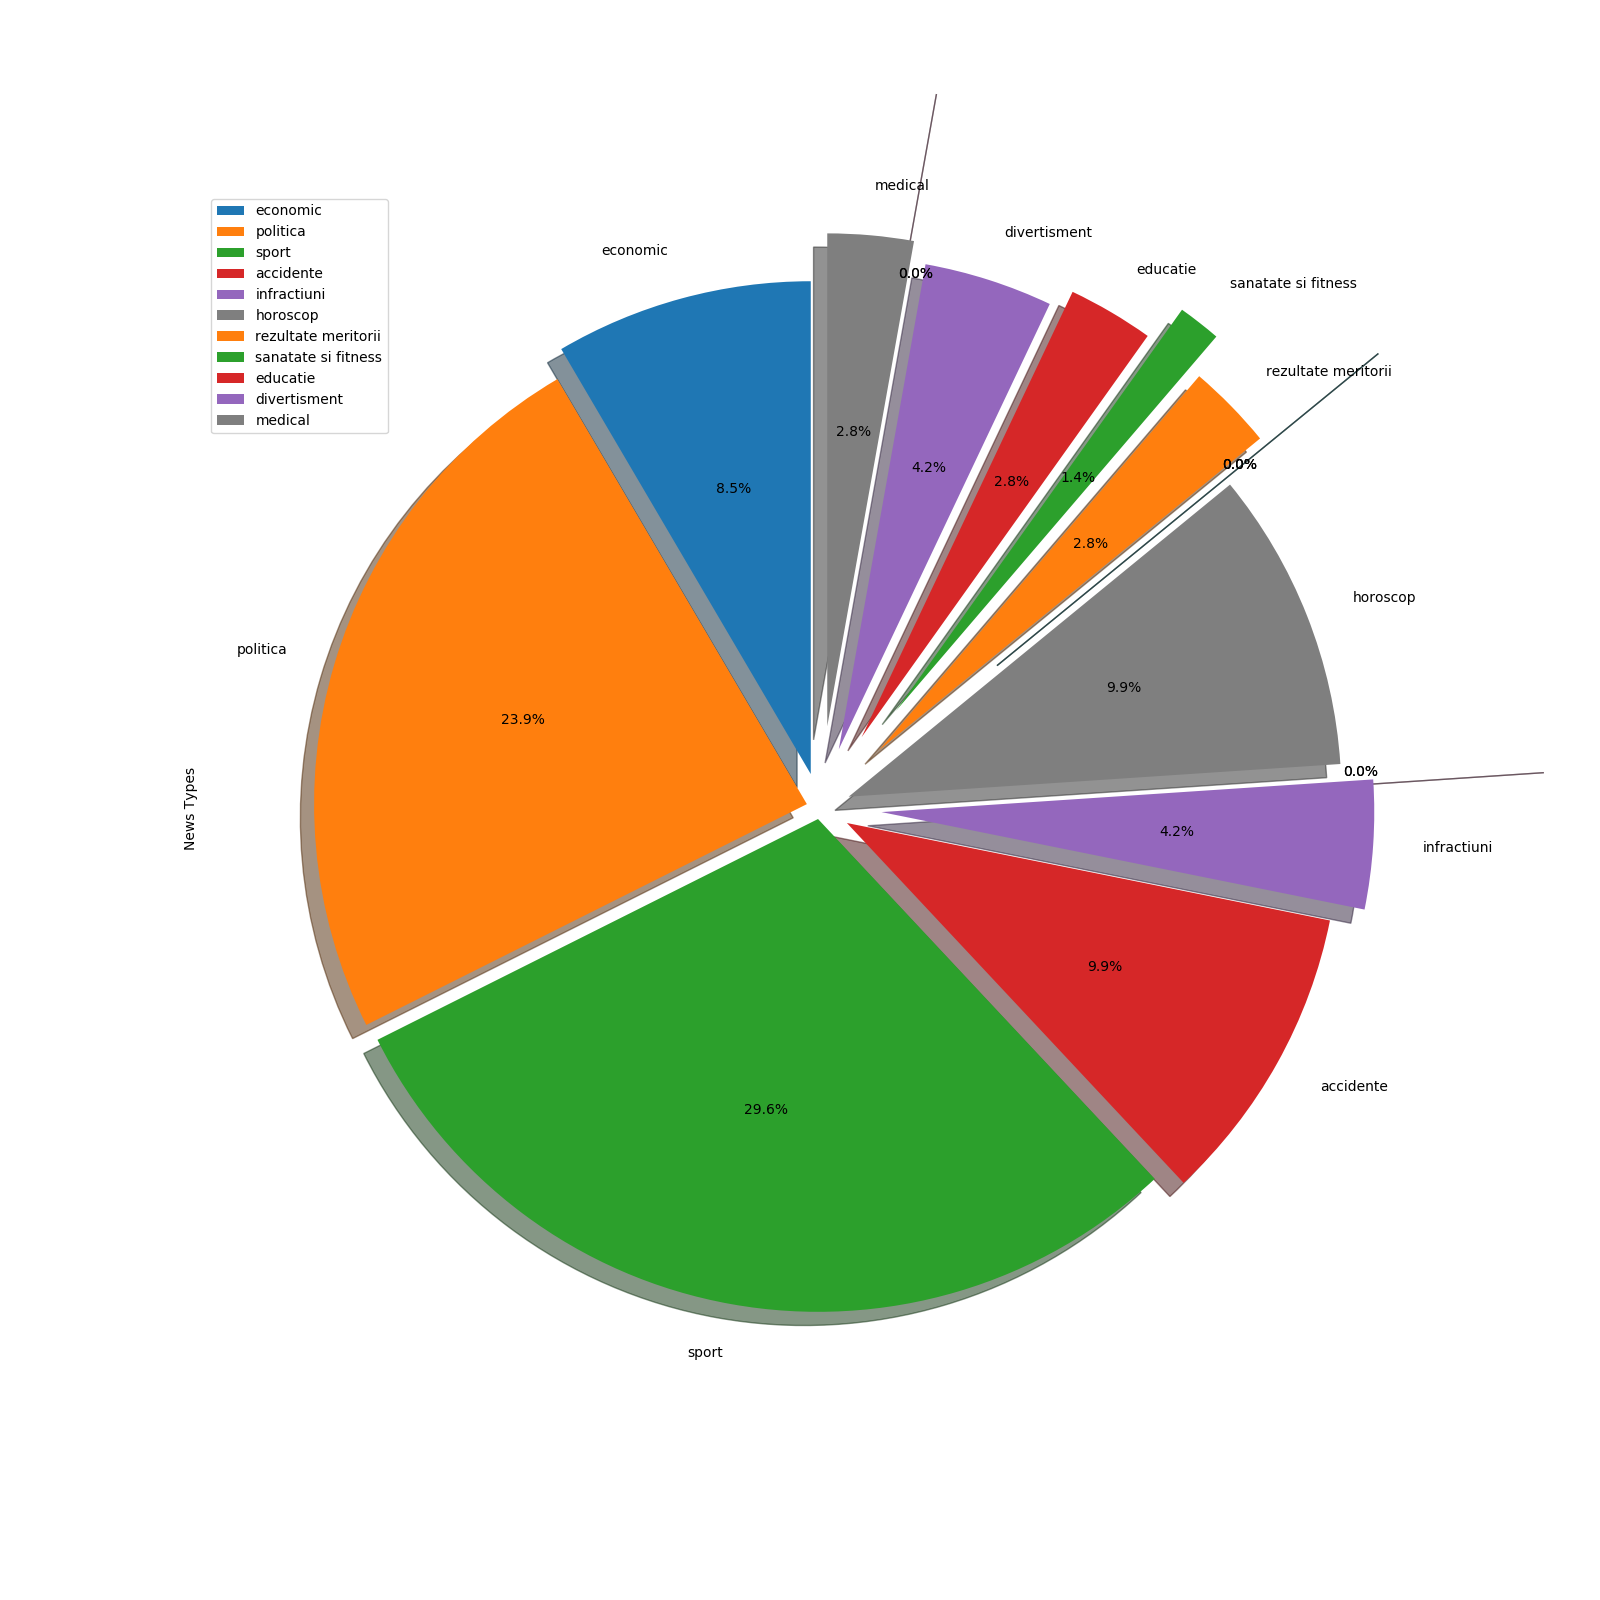 economic
politica
sport
accidente
infractiuni
horoscop
rezultate meritorii
sanatate si fitness
educatie
divertisment
medical
medical
divertisment
economic
educatie
sanatate si fitness
0.0%
rezultate meritorii
2.8%
4.2%
2.8%
1.4%
8.5%
0.0%
2.8%
horoscop
politica
9.9%
23.9%
0.0%
News Types
4.2%
infractiuni
9.9%
accidente
29.6%
sport